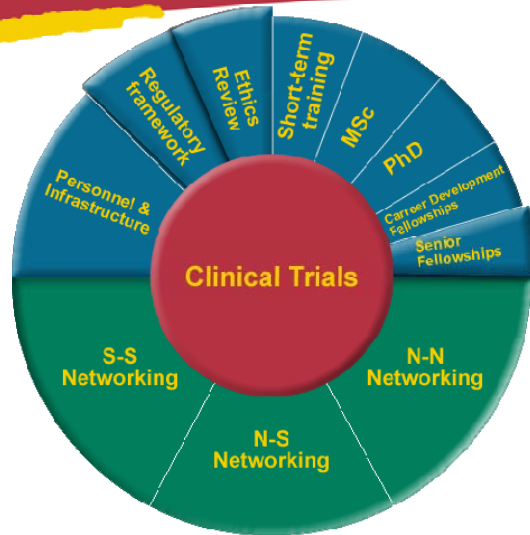 Personnel &
Infrastructure
Regulatory
framework
Ethics
Review
Short-term
training
MSc
PhD
Carreer Development
Fellowships
Senior
Fellowships
Clinical Trials
S-S
Networking
N-S
Networking
N-N
Networking